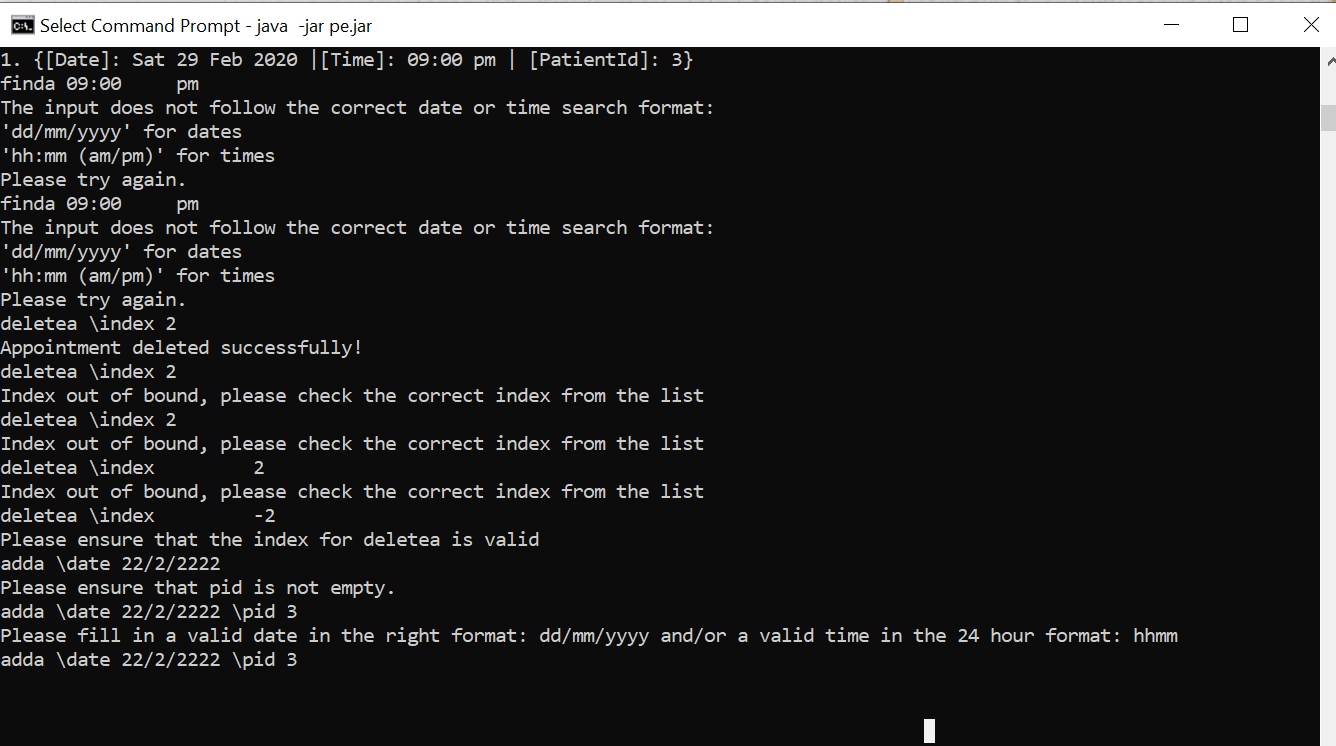 Select Command Prompt - java  -jar pe.jar
1. {[Date]: Sat 29 Feb 2020 |[Time]: 09:00 pm | [PatientId]: 3}
finda 09:00     pm
The input does not follow the correct date or time search format:
'dd/mm/yyyy' for dates
'hh:mm (am/pm)' for times
Please try again.
finda 09:00     pm
The input does not follow the correct date or time search format:
'dd/mm/yyyy' for dates
'hh:mm (am/pm)' for times
Please try again.
deletea \index 2
Appointment deleted successfully!
deletea \index 2
Index out of bound, please check the correct index from the list
deletea \index 2
Index out of bound, please check the correct index from the list
deletea \index         2
Index out of bound, please check the correct index from the list
deletea \index         -2
Please ensure that the index for deletea is valid
adda \date 22/2/2222
Please ensure that pid is not empty.
adda \date 22/2/2222 \pid 3
Please fill in a valid date in the right format: dd/mm/yyyy and/or a valid time in the 24 hour format: hhmm
adda \date 22/2/2222 \pid 3